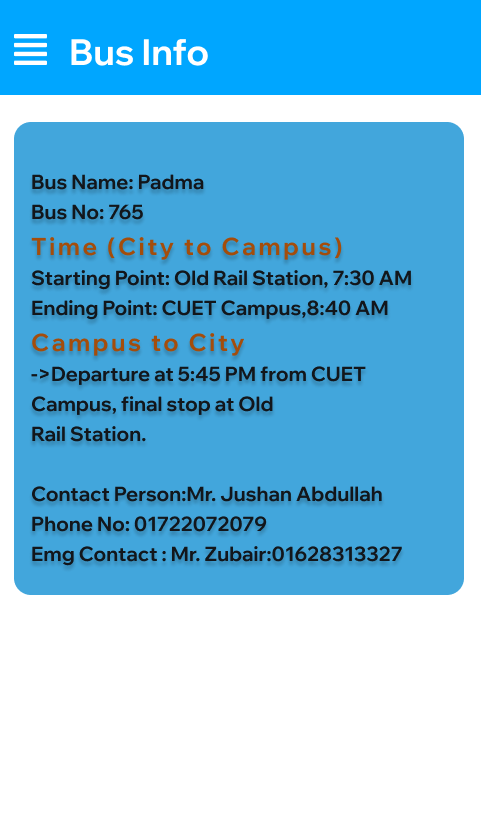 Bus Info
Bus Name: Padma
Bus No: 765
Time (City to Campus)
Starting Point: Old Rail Station, 7:30 AM
Ending Point: CUET Campus,8:40 AM
Campus to City
->Departure at 5:45 PM from CUET
Campus, final stop at Old
Rail Station.
Contact Person:Mr. Jushan Abdullah
Phone No: 01722072079
Emg Contact : Mr. Zubair:01628313327